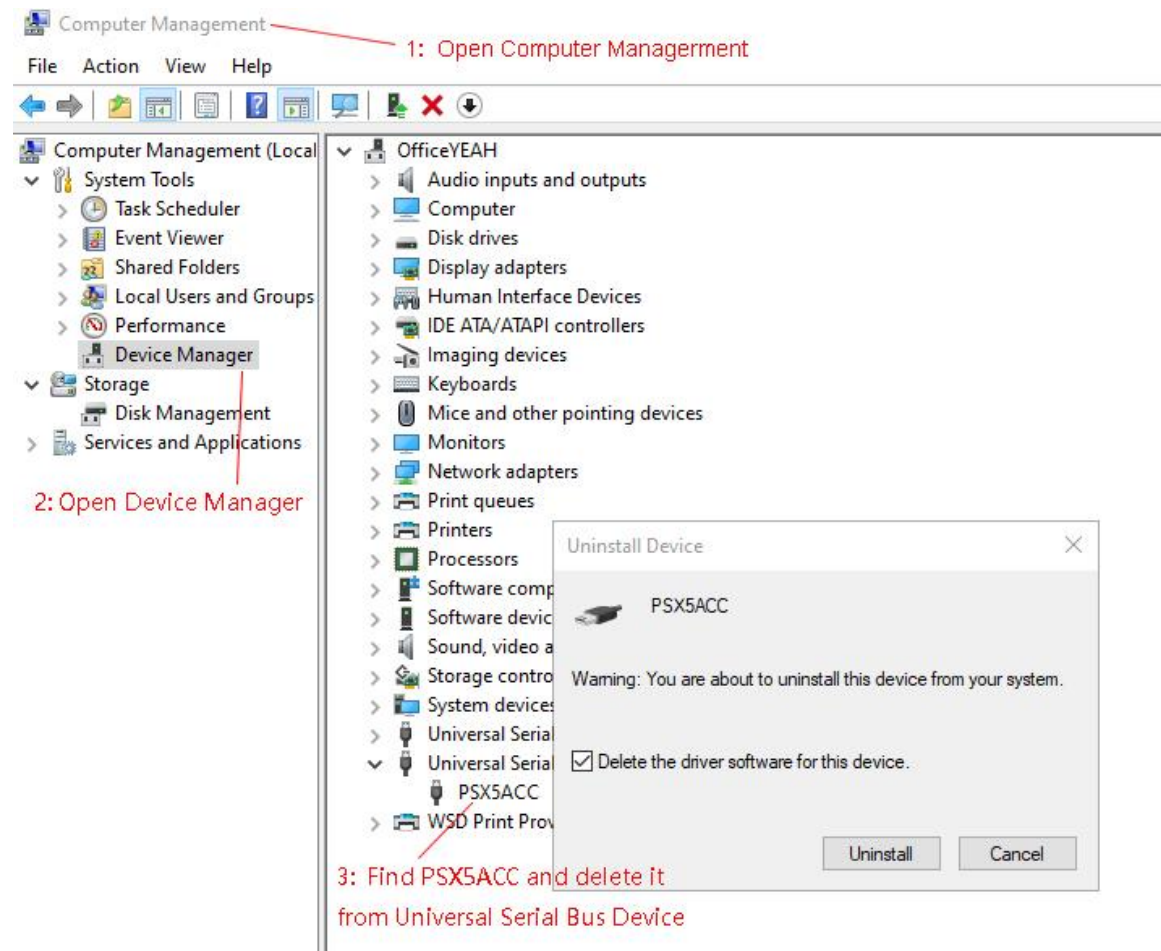 Computer Management
1: Open Computer Managerment
File Action View Help
Computer Management (Local
System Tools
Task Scheduler
Event Viewer
Shared Folders
Local Users and Groups
Performance
Device Manager
Storage
Disk Management
Services and Applications
2: Open Device Manager
OfficeYEAH
Audio inputs and outputs
Computer
Disk drives
Display adapters
Human Interface Devices
IDE ATA/ATAPI controllers
Imaging devices
Keyboards
Mice and other pointing devices
Monitors
Network adapters
Print queues
Printers
Processors
Software comp
Software devic
Sound, video a
Storage contro
System devices
Universal Serial
Universal Serial
PSX5ACC
WSD Print Prov
Uninstall Device
PSX5ACC
Warning: You are about to uninstall this device from your system.
Delete the driver software for this device.
Uninstall Cancel
3: Find PSX5ACC and delete it
from Universal Serial Bus Device